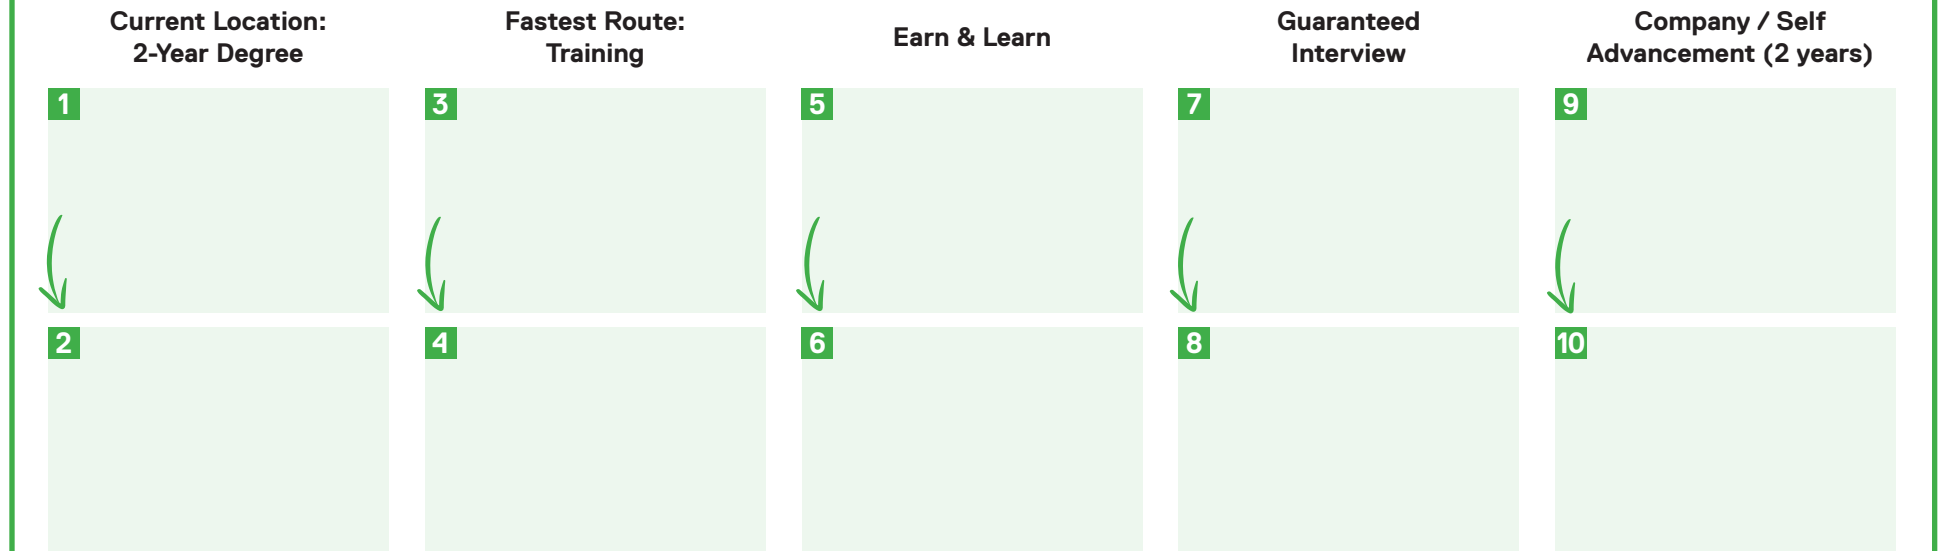 Current Location:
2-Year Degree
Fastest Route:
Training
Earn & Learn
Guaranteed
Interview
Company / Self
Advancement (2 years)
1
3
5
7
9
2
4
6
8
10